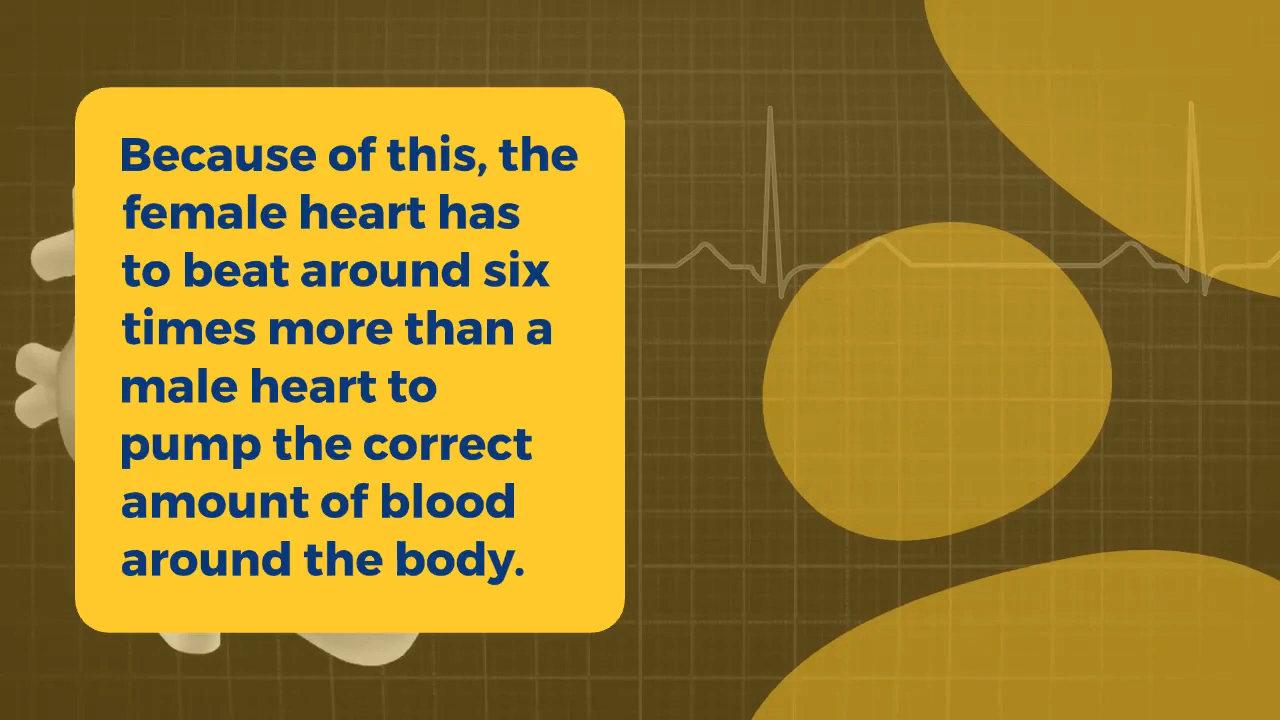 Because of this, the
female heart has
to beat around six
times more than a
male heart to
pump the correct
amount of blood
around the body.